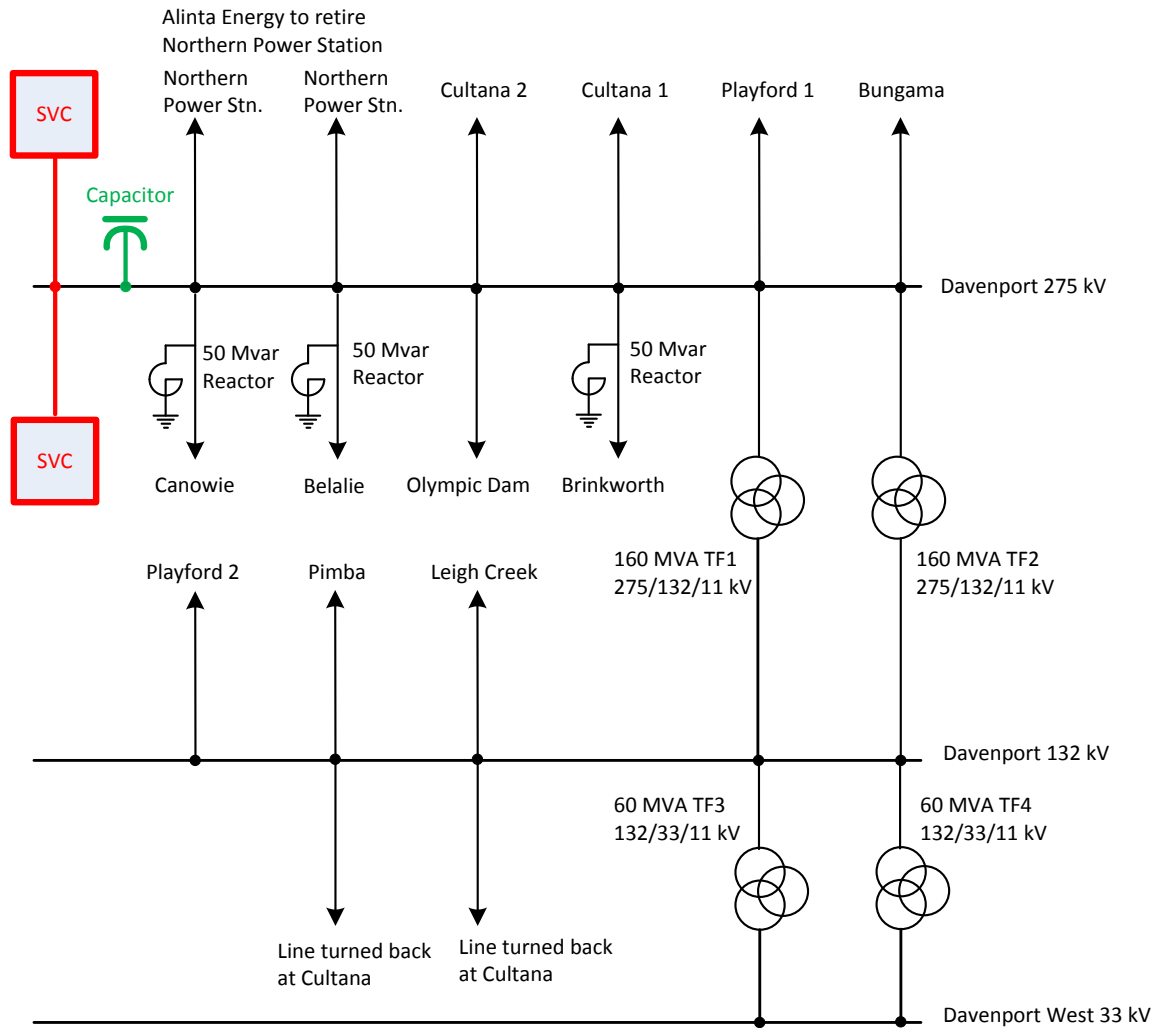 Alinta Energy to retire
Northern Power Station
Northern
Power Stn.
Northern
Power Stn.
Cultana 2
Cultana 1
Playford 1
Bungama
SVC
Capacitor
Davenport 275 kV
50 Mvar
Reactor
50 Mvar
Reactor
50 Mvar
Reactor
SVC
Canowie
Belalie
Olympic Dam
Brinkworth
160 MVA TF1
275/132/11 kV
160 MVA TF2
275/132/11 kV
Playford 2
Pimba
Leigh Creek
Davenport 132 kV
60 MVA TF3
132/33/11 kV
60 MVA TF4
132/33/11 kV
Line turned back
at Cultana
Line turned back
at Cultana
Davenport West 33 kV